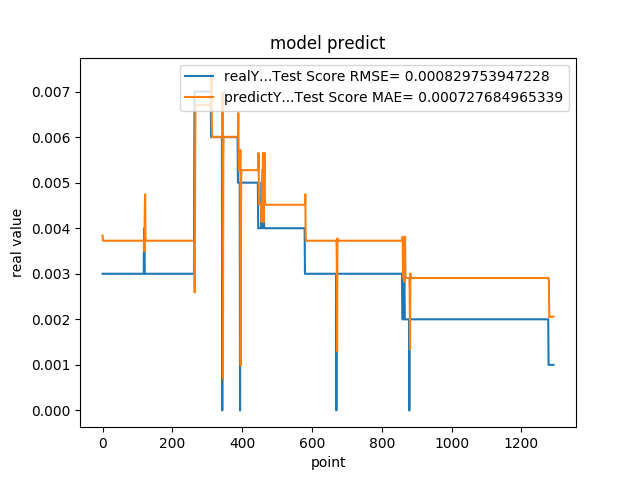 model predict
realY...Test Score RMSE= 0.000829753947228
predictY...Test Score MAE= 0.000727684965339
0.007
0.006
0.005
0.004
0.003
0.002
0.001
0.000
real value
0 200 400 600 800 1000 1200
point